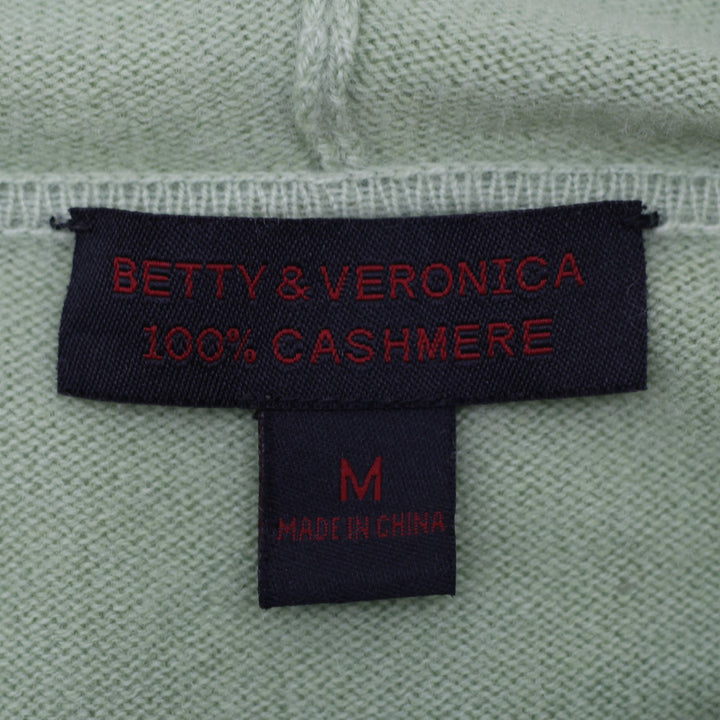 BETTY & VERONICA
100% CASHMERE
M
MADE IN CHINA